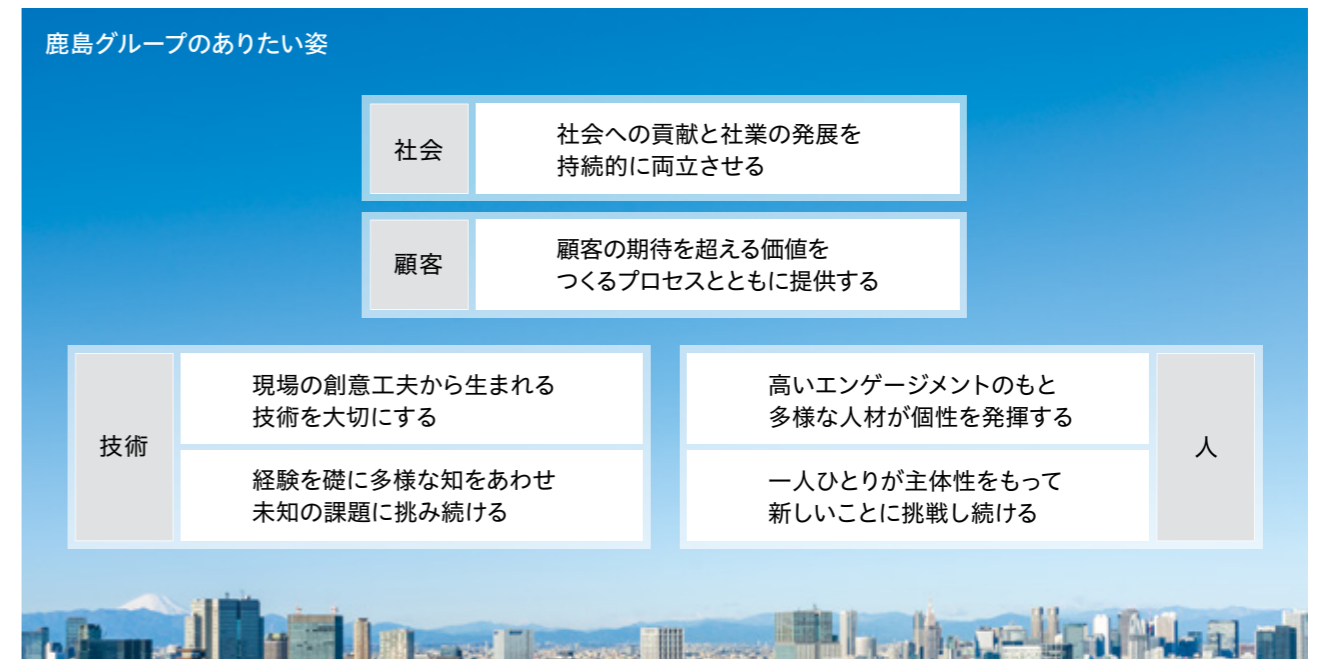 鹿島グループのありたい姿
社会
社会への貢献と社業の発展を
持続的に両立させる
顧客
顧客の期待を超える価値を
つくるプロセスとともに提供する
技術
現場の創意工夫から生まれる
技術を大切にする
経験を礎に多様な知をあわせ
未知の課題に挑み続ける
高いエンゲージメントのもと
多様な人材が個性を発揮する
一人ひとりが主体性をもって
新しいことに挑戦し続ける
人